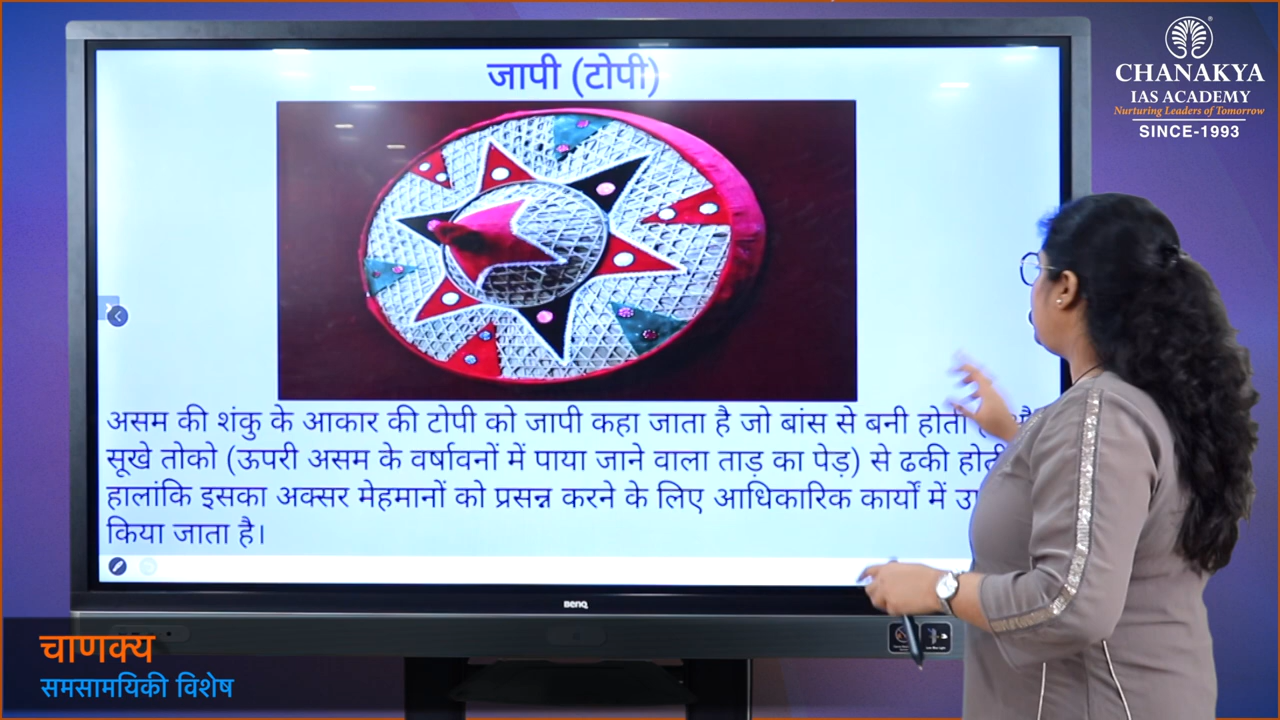 जापी (टोपी)
CHANAKYA
IAS ACADEMY
Nurturing Leaders of Tomorrow
SINCE-1993
असम की शंकु के आकार की टोपी को जापी कहा जाता है जो बांस से बनी होती
सूखे तोको (ऊपरी असम के वर्षावनों में पाया जाने वाला ताड़ का पेड़) से ढकी
हालांकि इसका अक्सर मेहमानों को प्रसन्न करने के लिए आधिकारिक कार्यों में
किया जाता है।
BenQ
चाणक्य
समसामयिकी विशेष